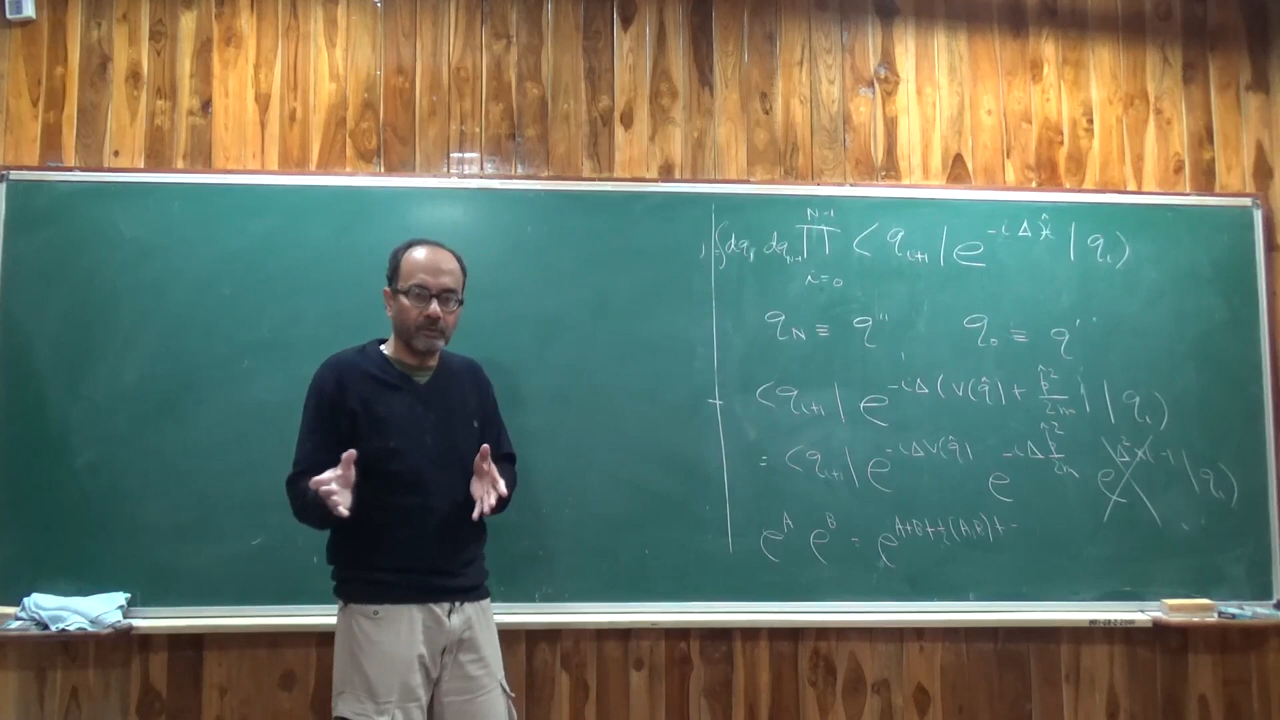 ∫dq₁ dq_{N-1} ∏_{i=0}^{N-1} ⟨q_{i+1}| e^{-iΔĤ} |q_i⟩
q_N ≡ q'' q_0 ≡ q'
⟨q_{i+1}| e^{-iΔ(V(q̂) + p̂²/2m)} |q_i⟩
= ⟨q_{i+1}| e^{-iΔV(q̂)} e^{-iΔ p̂²/2m} |q_i⟩
e^A e^B = e^{A+B+½[A,B]+-